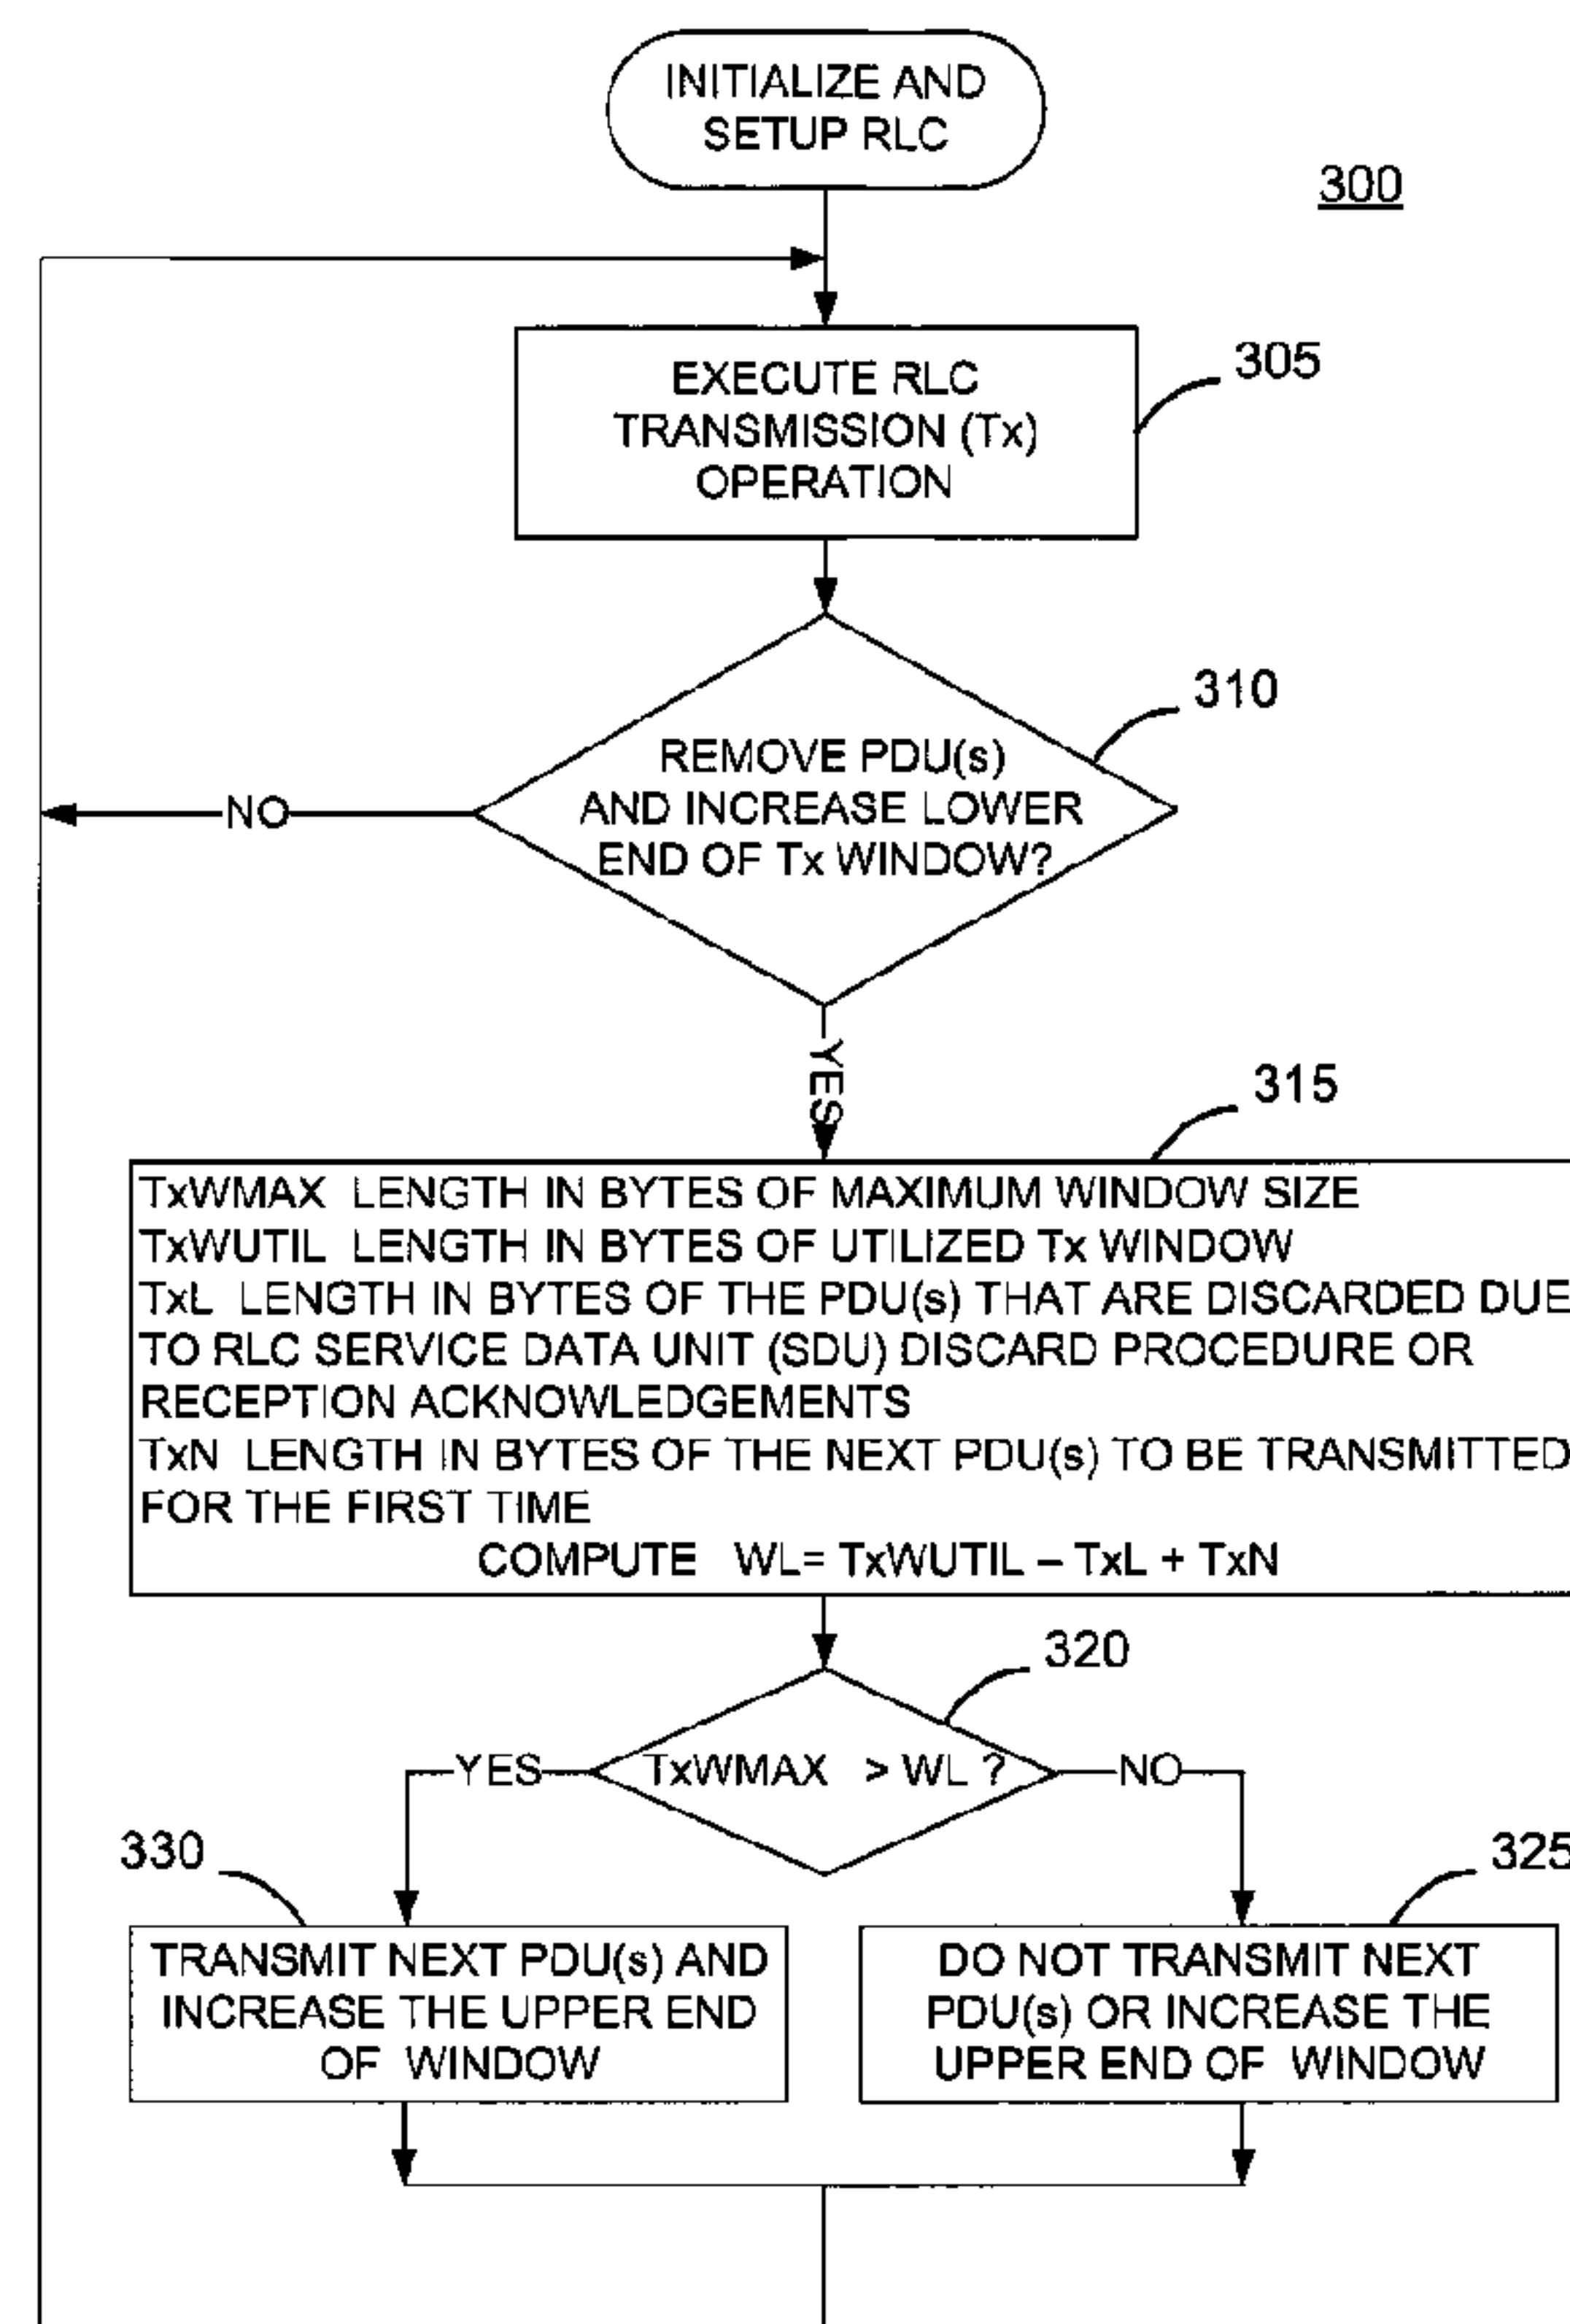 INITIALIZE AND
SETUP RLC
300
EXECUTE RLC
TRANSMISSION (Tx)
OPERATION
305
REMOVE PDU(s)
AND INCREASE LOWER
END OF Tx WINDOW?
310
NO
YES
315
TxWMAX LENGTH IN BYTES OF MAXIMUM WINDOW SIZE
TxWUTIL LENGTH IN BYTES OF UTILIZED Tx WINDOW
TxL LENGTH IN BYTES OF THE PDU(s) THAT ARE DISCARDED DUE
TO RLC SERVICE DATA UNIT (SDU) DISCARD PROCEDURE OR
RECEPTION ACKNOWLEDGEMENTS
TxN LENGTH IN BYTES OF THE NEXT PDU(s) TO BE TRANSMITTED
FOR THE FIRST TIME
COMPUTE WL= TxWUTIL – TxL + TxN
320
YES
TxWMAX > WL ?
NO
330
325
TRANSMIT NEXT PDU(s) AND
INCREASE THE UPPER END
OF WINDOW
DO NOT TRANSMIT NEXT
PDU(s) OR INCREASE THE
UPPER END OF WINDOW